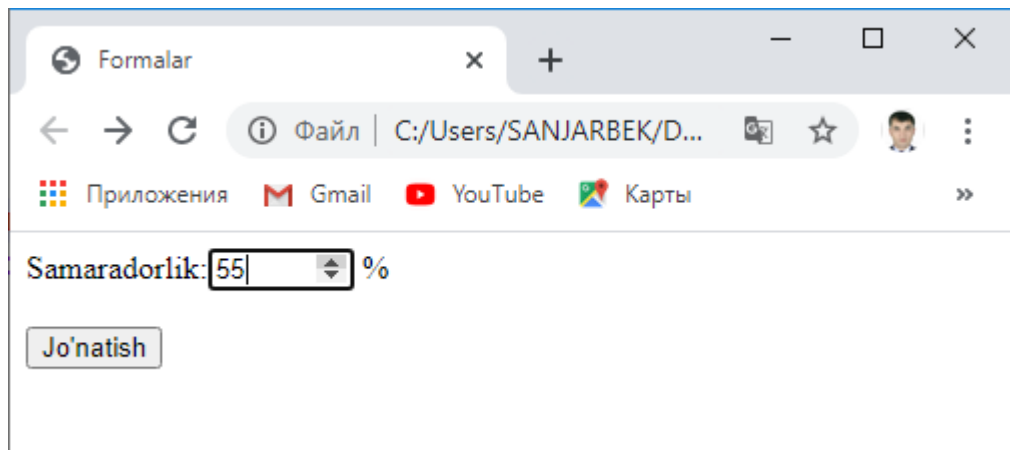 Formalar
Файл | C:/Users/SANJARBEK/D...
Приложения Gmail YouTube Карты »
Samaradorlik: 55 %
Jo'natish